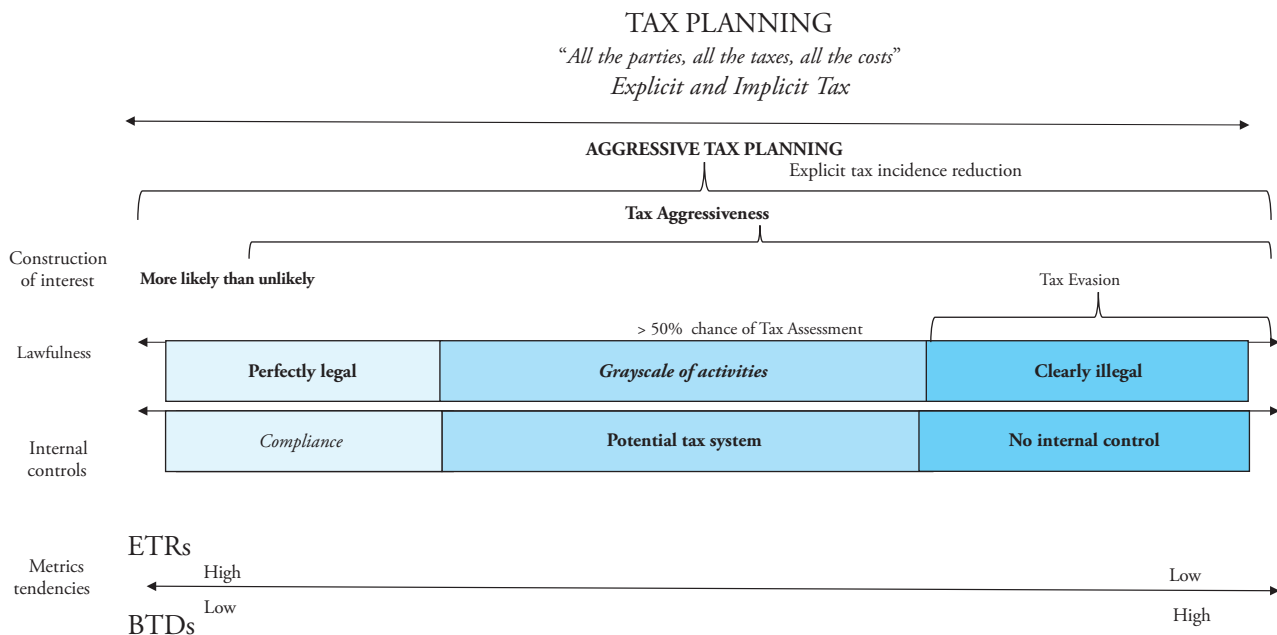 TAX PLANNING
“All the parties, all the taxes, all the costs”
Explicit and Implicit Tax
AGGRESSIVE TAX PLANNING
Explicit tax incidence reduction
Tax Aggressiveness
Construction
of interest
More likely than unlikely
Tax Evasion
> 50% chance of Tax Assessment
Lawfulness
Perfectly legal
Grayscale of activities
Clearly illegal
Internal
controls
Compliance
Potential tax system
No internal control
ETRs
Metrics
tendencies
High
Low
Low
High
BTDs